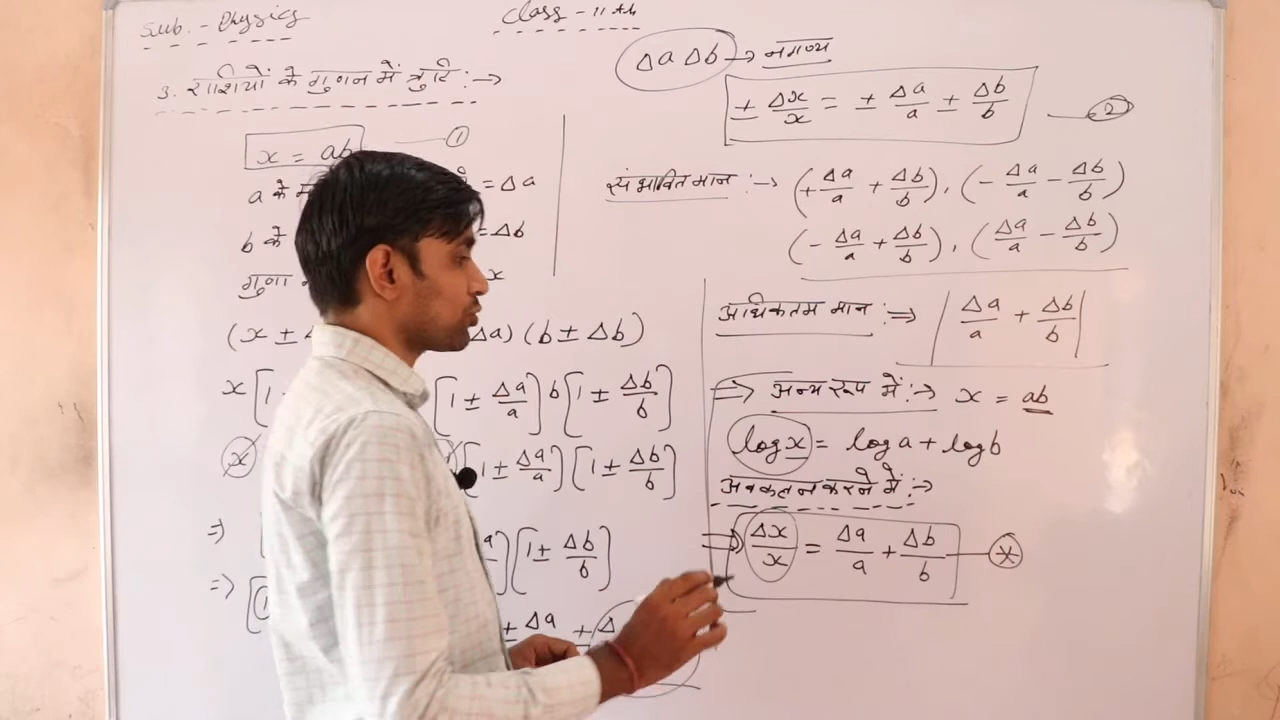 Sub. - Physics
Class - 11th
3. राशियों के गुणन में त्रुटि :→
x = ab — ①
a के = Δa
b के = Δb
गुणा x
(x ± Δa) (b ± Δb)
x [1 [1 ± Δa/a] b [1 ± Δb/b]
x [1 ± Δa/a] [1 ± Δb/b]
⇒ [1 ± Δb/b]
⇒ ± Δa ± Δ
Δa Δb → नगण्य
± Δx/x = ± Δa/a ± Δb/b — ②
संभावित मान :→ (+Δa/a + Δb/b), (-Δa/a - Δb/b)
(-Δa/a + Δb/b), (Δa/a - Δb/b)
अधिकतम मान :⇒ |Δa/a + Δb/b|
⇒ अन्य रूप में :→ x = ab
log x = log a + log b
अवकलन करने में :→
⇒ Δx/x = Δa/a + Δb/b — *